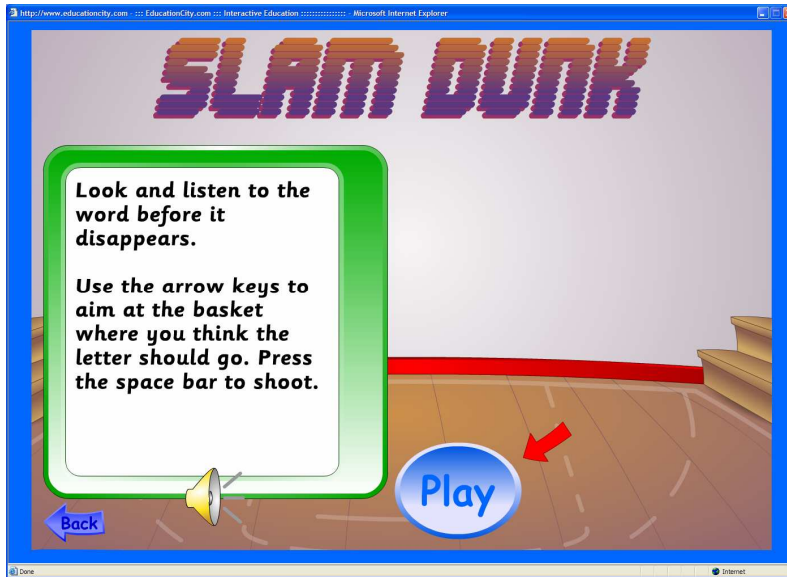 http://www.educationcity.com - ::: EducationCity.com ::: Interactive Education :::::::::::::::: - Microsoft Internet Explorer
SLAM DUNK
Look and listen to the
word before it
disappears.
Use the arrow keys to
aim at the basket
where you think the
letter should go. Press
the space bar to shoot.
Play
Back
Done
Internet